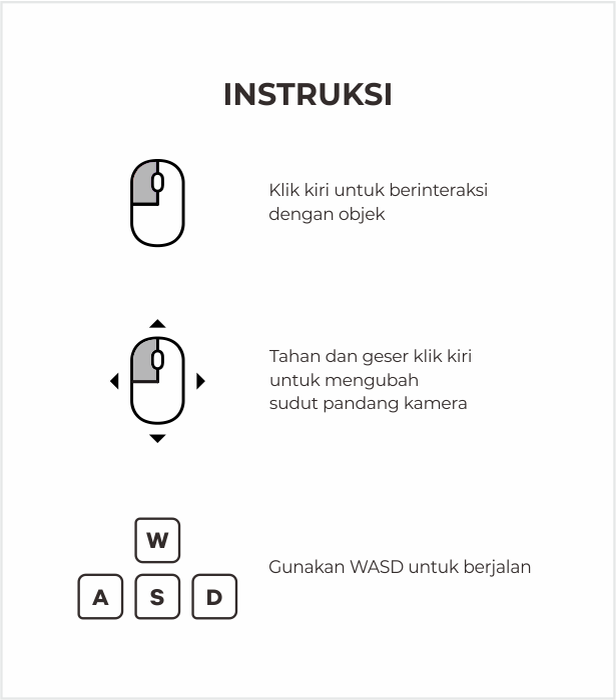 INSTRUKSI
Klik kiri untuk berinteraksi
dengan objek
Tahan dan geser klik kiri
untuk mengubah
sudut pandang kamera
W
A S D
Gunakan WASD untuk berjalan